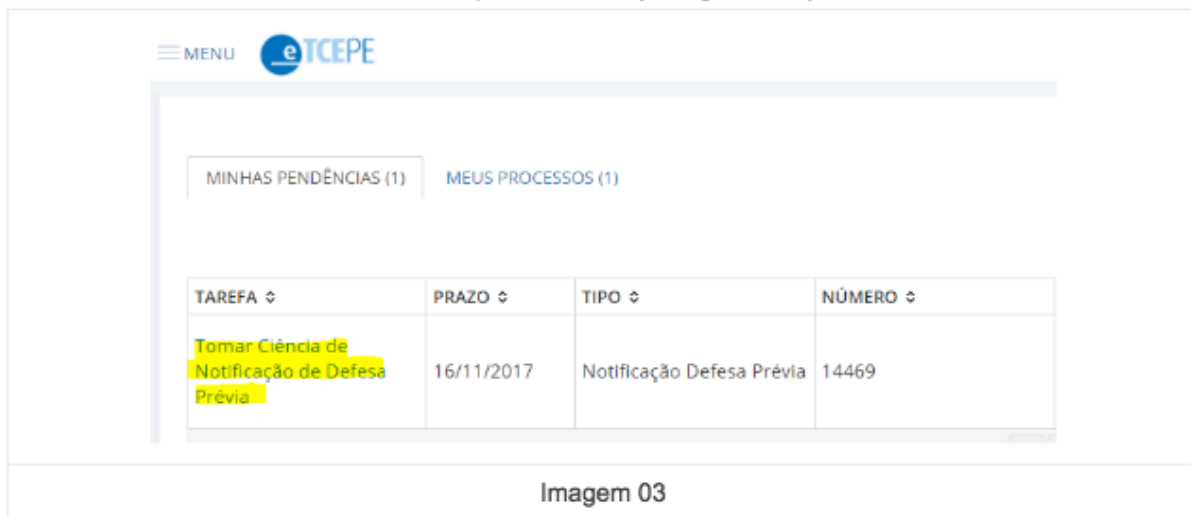 MENU eTCEPE
MINHAS PENDÊNCIAS (1) MEUS PROCESSOS (1)
TAREFA PRAZO TIPO NÚMERO
Tomar Ciência de
Notificação de Defesa
Prévia
16/11/2017 Notificação Defesa Prévia 14469
Imagem 03